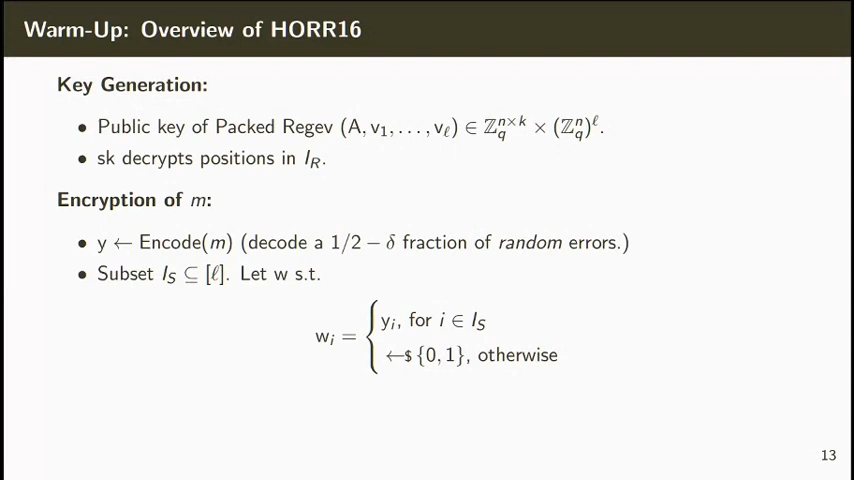 Warm-Up: Overview of HORR16
Key Generation:
• Public key of Packed Regev (A, v₁, . . . , vℓ) ∈ ℤ_q^{n×k} × (ℤ_q^n)^ℓ.
• sk decrypts positions in I_R.
Encryption of m:
• y ← Encode(m) (decode a 1/2 − δ fraction of random errors.)
• Subset I_S ⊆ [ℓ]. Let w s.t.
w_i = { y_i, for i ∈ I_S
←$ {0, 1}, otherwise
13